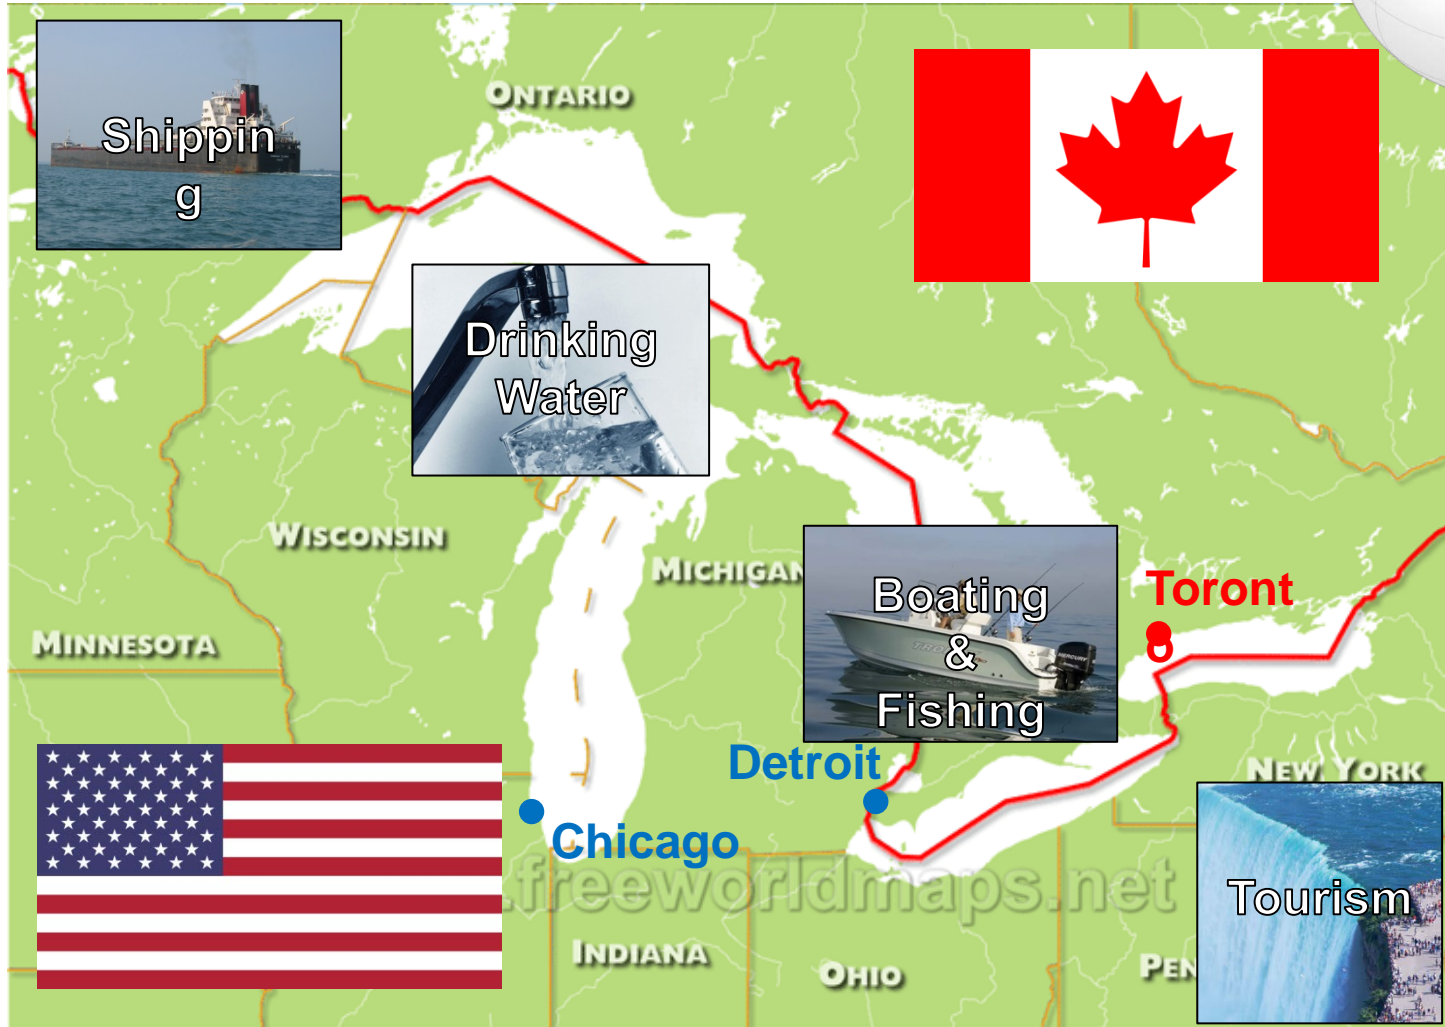 ONTARIO
Shippin
g
Drinking
Water
WISCONSIN
MICHIGAN
Boating
&
Fishing
Toront
o
MINNESOTA
Detroit
NEW YORK
Chicago
.freeworldmaps.net
Tourism
INDIANA
OHIO
PEN